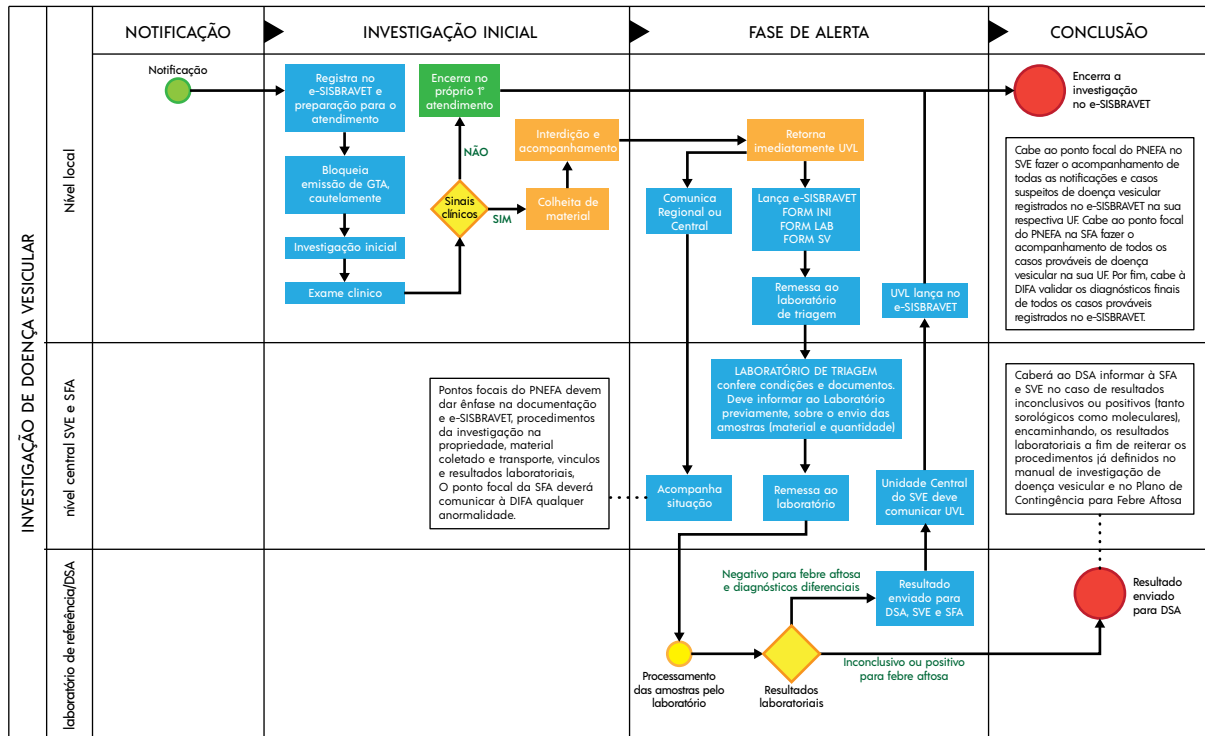 INVESTIGAÇÃO DE DOENÇA VESICULAR
NOTIFICAÇÃO
INVESTIGAÇÃO INICIAL
FASE DE ALERTA
CONCLUSÃO
Nível local
Notificação
Registra no
e-SISBRAVET e
preparação para o
atendimento
Bloqueia
emissão de GTA,
cautelamente
Investigação inicial
Exame clinico
Encerra no
próprio 1º
atendimento
NÃO
Sinais
clínicos
SIM
Interdição e
acompanhamento
Colheita de
material
Retorna
imediatamente UVL
Comunica
Regional ou
Central
Lança e-SISBRAVET
FORM INI
FORM LAB
FORM SV
Remessa ao
laboratório
de triagem
UVL lança no
e-SISBRAVET
Encerra a
investigação
no e-SISBRAVET
Cabe ao ponto focal do PNEFA no
SVE fazer o acompanhamento de
todas as notificações e casos
suspeitos de doença vesicular
registrados no e-SISBRAVET na sua
respectiva UF. Cabe ao ponto focal
do PNEFA na SFA fazer o
acompanhamento de todos os
casos prováveis de doença
vesicular na sua UF. Por fim, cabe à
DIFA validar os diagnósticos finais
de todos os casos prováveis
registrados no e-SISBRAVET.
nível central SVE e SFA
Pontos focais do PNEFA devem
dar ênfase na documentação
e e-SISBRAVET, procedimentos
da investigação na
propriedade, material
coletado e transporte, vinculos
e resultados laboratoriais,
O ponto focal da SFA deverá
comunicar à DIFA qualquer
anormalidade.
LABORATÓRIO DE TRIAGEM
confere condições e documentos.
Deve informar ao Laboratório
previamente, sobre o envio das
amostras (material e quantidade)
Acompanha
situação
Remessa ao
laboratório
Unidade Central
do SVE deve
comunicar UVL
Caberá ao DSA informar à SFA
e SVE no caso de resultados
inconclusivos ou positivos (tanto
sorológicos como moleculares),
encaminhando, os resultados
laboratoriais a fim de reiterar os
procedimentos já definidos no
manual de investigação de
doença vesicular e no Plano de
Contingência para Febre Aftosa
laboratório de referência/DSA
Processamento
das amostras pelo
laboratório
Resultados
laboratoriais
Negativo para febre aftosa
e diagnósticos diferenciais
Resultado
enviado para
DSA, SVE e SFA
Inconclusivo ou positivo
para febre aftosa
Resultado
enviado
para DSA